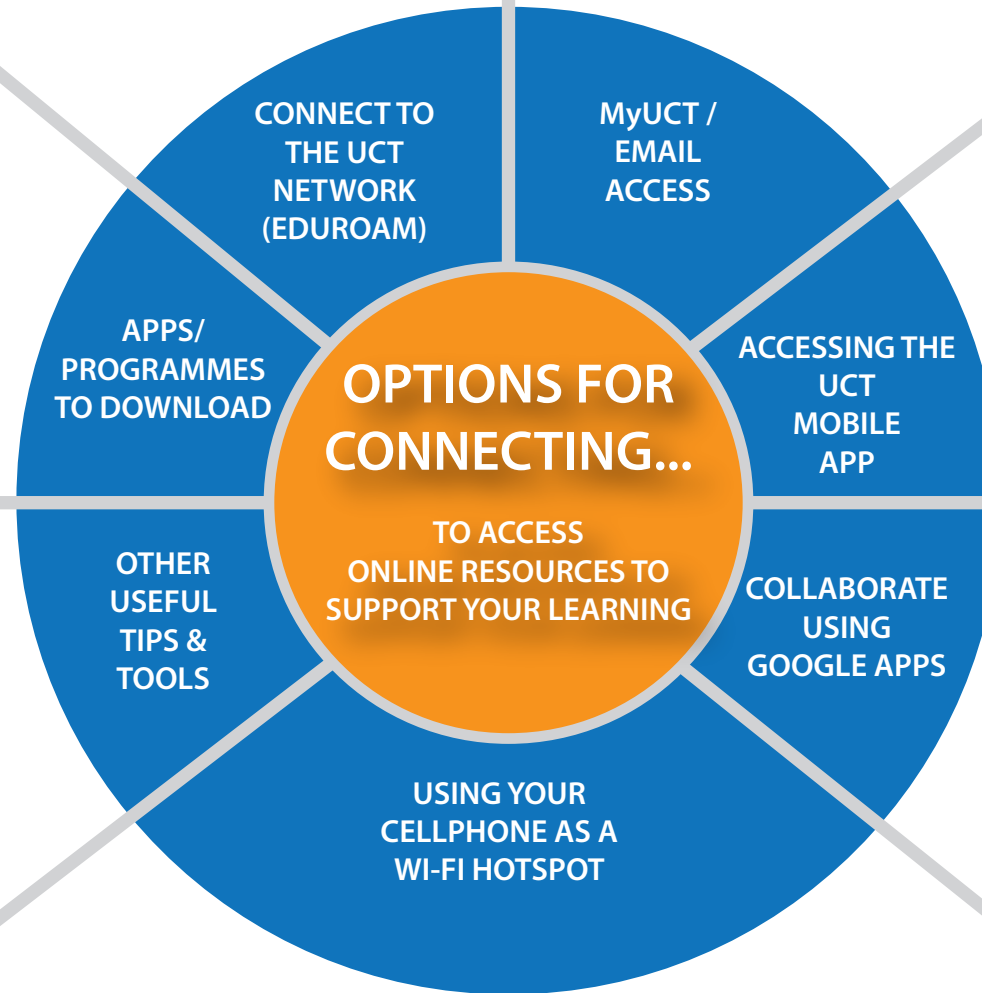 OPTIONS FOR
CONNECTING...
TO ACCESS
ONLINE RESOURCES TO
SUPPORT YOUR LEARNING
MyUCT /
EMAIL
ACCESS
ACCESSING THE
UCT
MOBILE
APP
COLLABORATE
USING
GOOGLE APPS
USING YOUR
CELLPHONE AS A
WI-FI HOTSPOT
OTHER
USEFUL
TIPS &
TOOLS
APPS/
PROGRAMMES
TO DOWNLOAD
CONNECT TO
THE UCT
NETWORK
(EDUROAM)